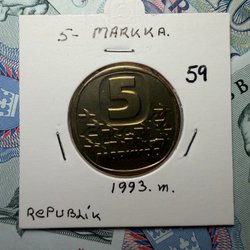 5- MARKKA.
59
5
1993. m.
RePUBLIK